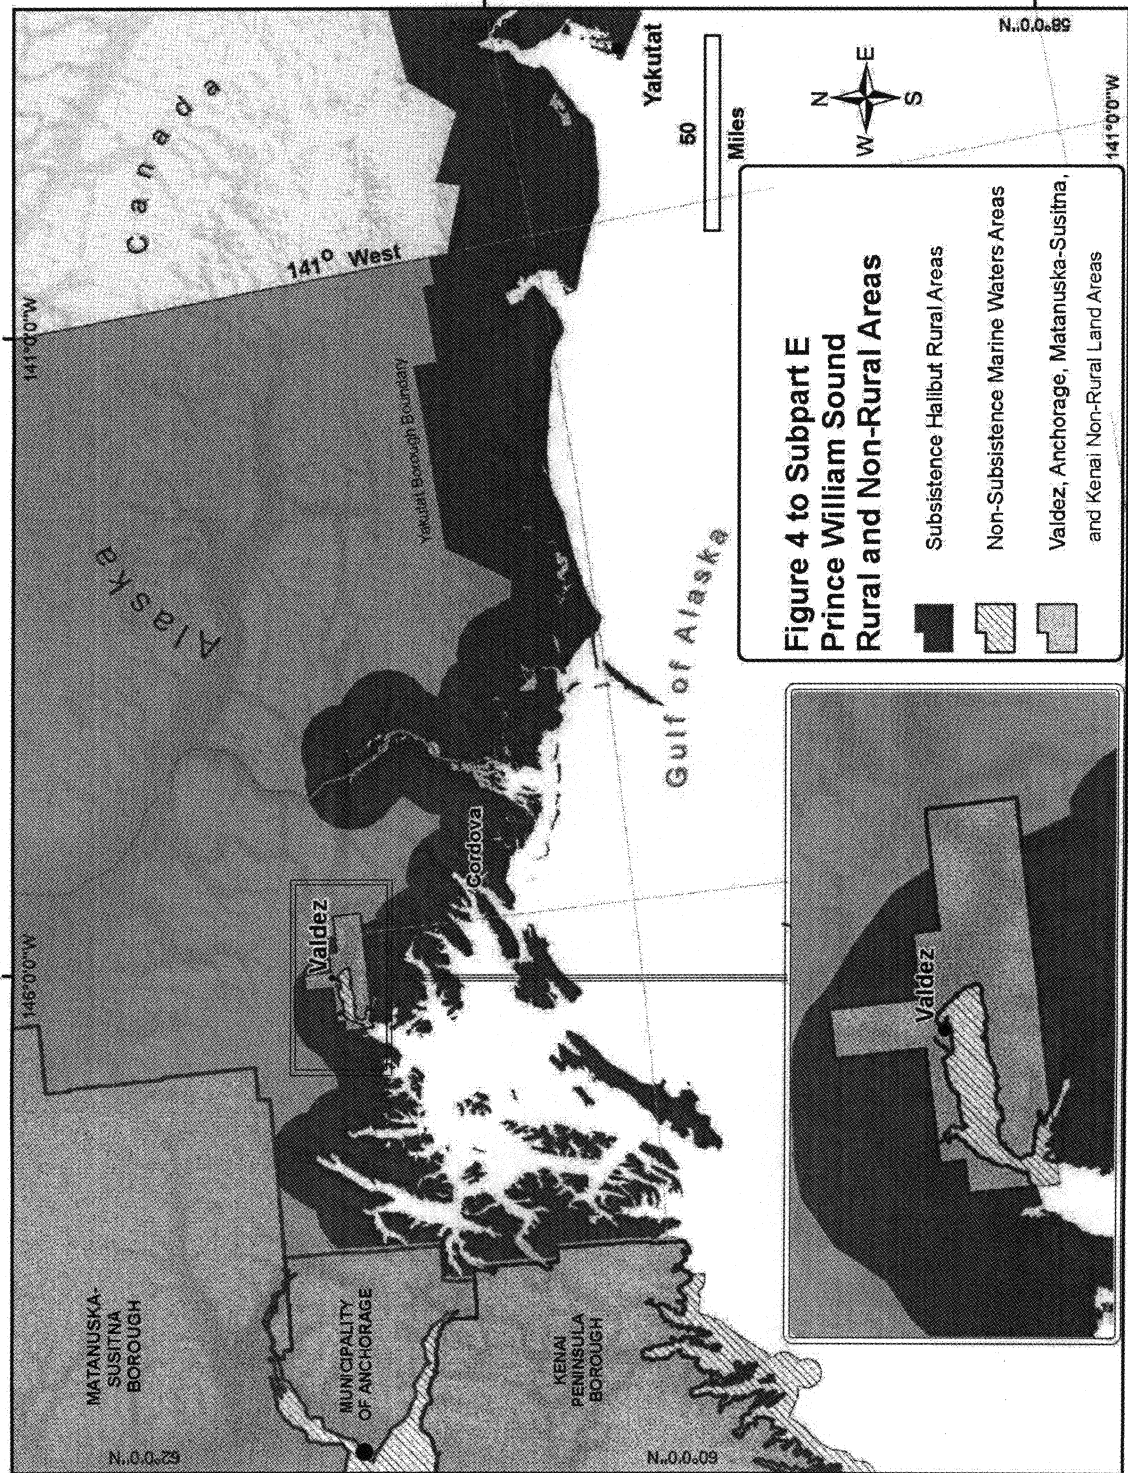 141°0'0"W
146°0'0"W
Canada
141° West
Alaska
Yakutat Borough Boundary
Yakutat
50
Miles
N
W
E
S
MATANUSKA-
SUSITNA
BOROUGH
62°0'0"N
MUNICIPALITY
OF ANCHORAGE
KENAI
PENINSULA
BOROUGH
60°0'0"N
Valdez
Cordova
Gulf of Alaska
Valdez
Figure 4 to Subpart E
Prince William Sound
Rural and Non-Rural Areas
Subsistence Halibut Rural Areas
Non-Subsistence Marine Waters Areas
Valdez, Anchorage, Matanuska-Susitna,
and Kenai Non-Rural Land Areas
58°0'0"N
141°0'0"W